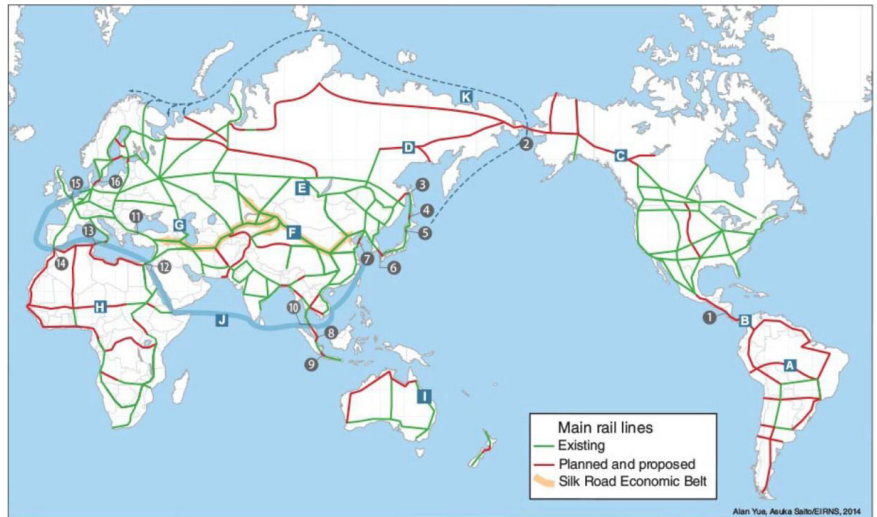 K
2
D
C
3
15
16
E
4
11
G
F
5
13
14
12
7
6
H
10
1
B
J
8
9
A
I
Main rail lines
Existing
Planned and proposed
Silk Road Economic Belt
Alan Yue, Asuka Saito/EIRNS, 2014